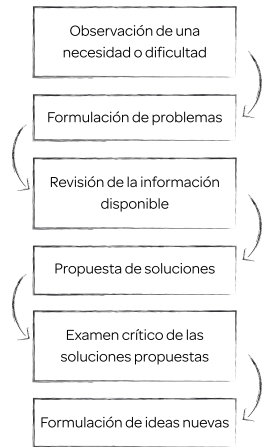 Observación de una
necesidad o dificultad
Formulación de problemas
Revisión de la información
disponible
Propuesta de soluciones
Examen crítico de las
soluciones propuestas
Formulación de ideas nuevas